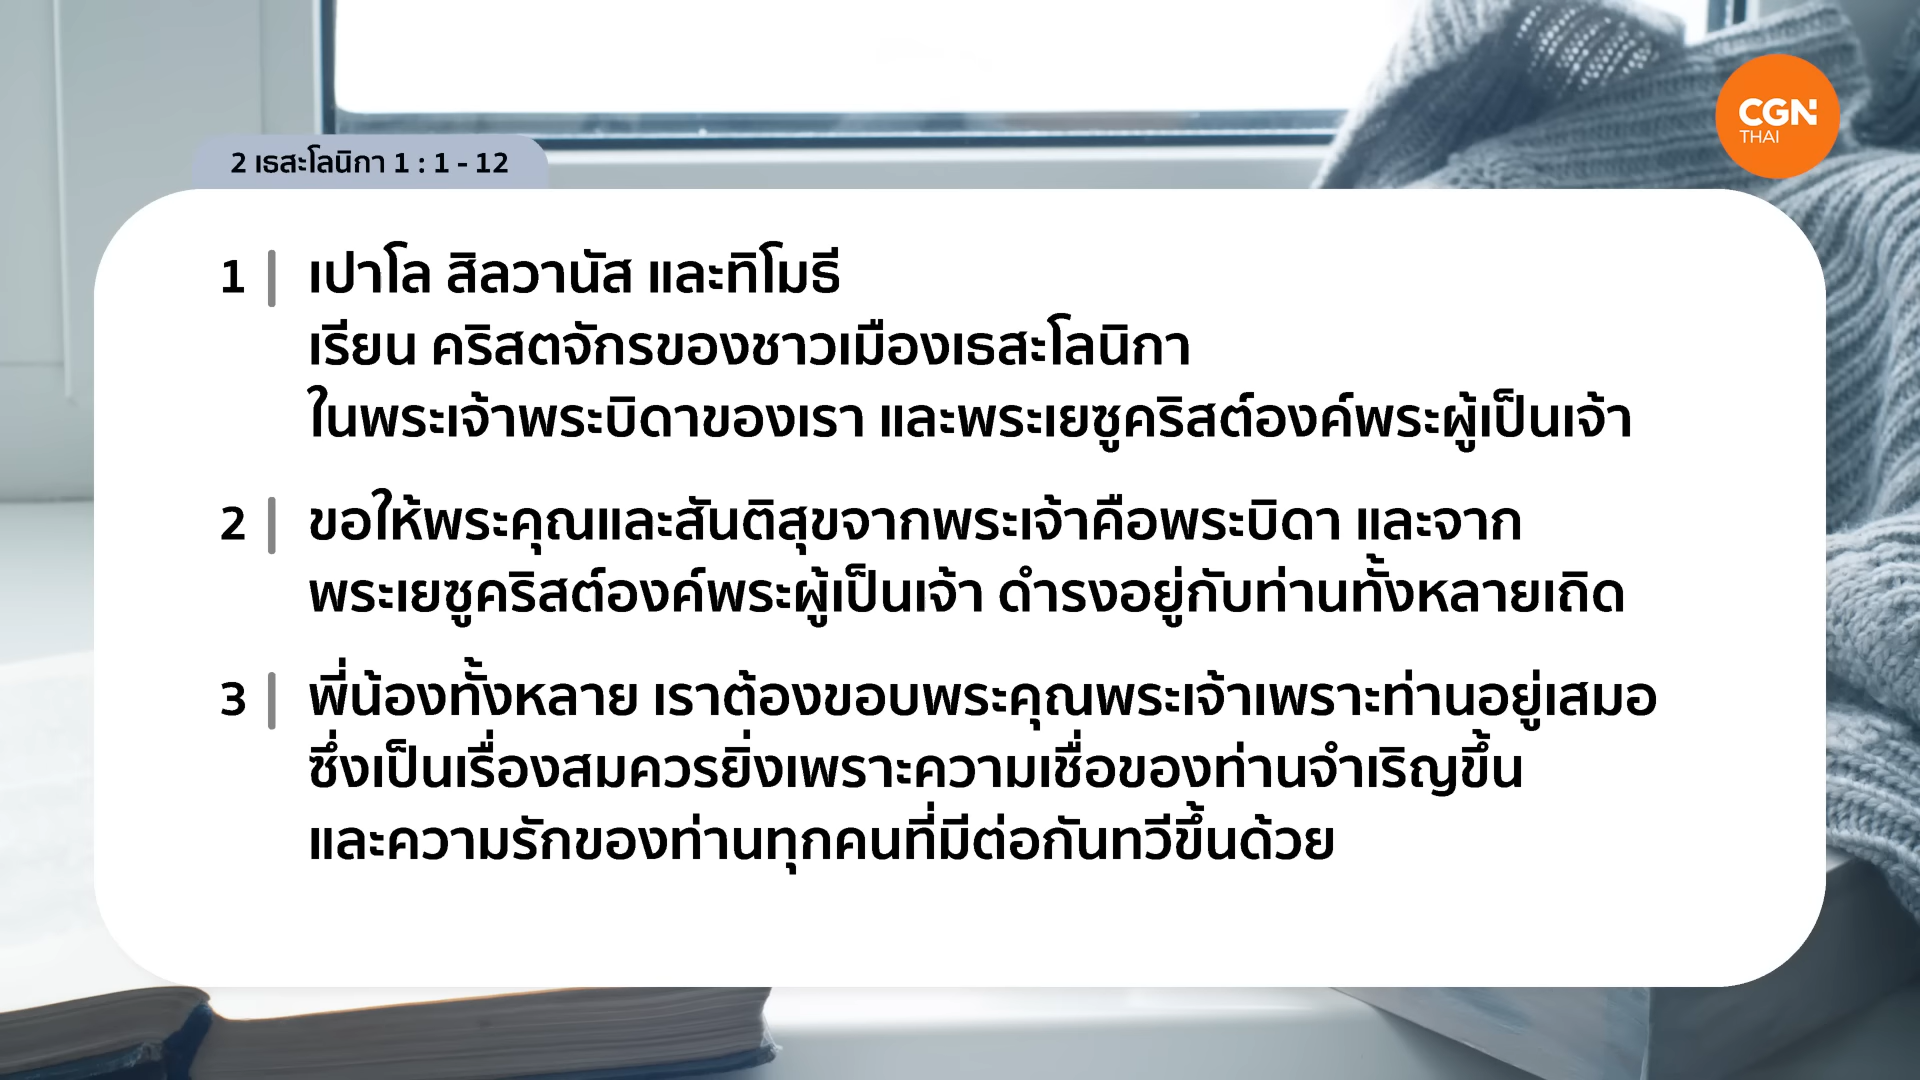 CGN
THAI
2 เธสะโลนิกา 1 : 1 - 12
1 | เปาโล สิลวานัส และทิโมธี
เรียน คริสตจักรของชาวเมืองเธสะโลนิกา
ในพระเจ้าพระบิดาของเรา และพระเยซูคริสต์องค์พระผู้เป็นเจ้า
2 | ขอให้พระคุณและสันติสุขจากพระเจ้าคือพระบิดา และจาก
พระเยซูคริสต์องค์พระผู้เป็นเจ้า ดำรงอยู่กับท่านทั้งหลายเถิด
3 | พี่น้องทั้งหลาย เราต้องขอบพระคุณพระเจ้าเพราะท่านอยู่เสมอ
ซึ่งเป็นเรื่องสมควรยิ่งเพราะความเชื่อของท่านจำเริญขึ้น
และความรักของท่านทุกคนที่มีต่อกันทวีขึ้นด้วย